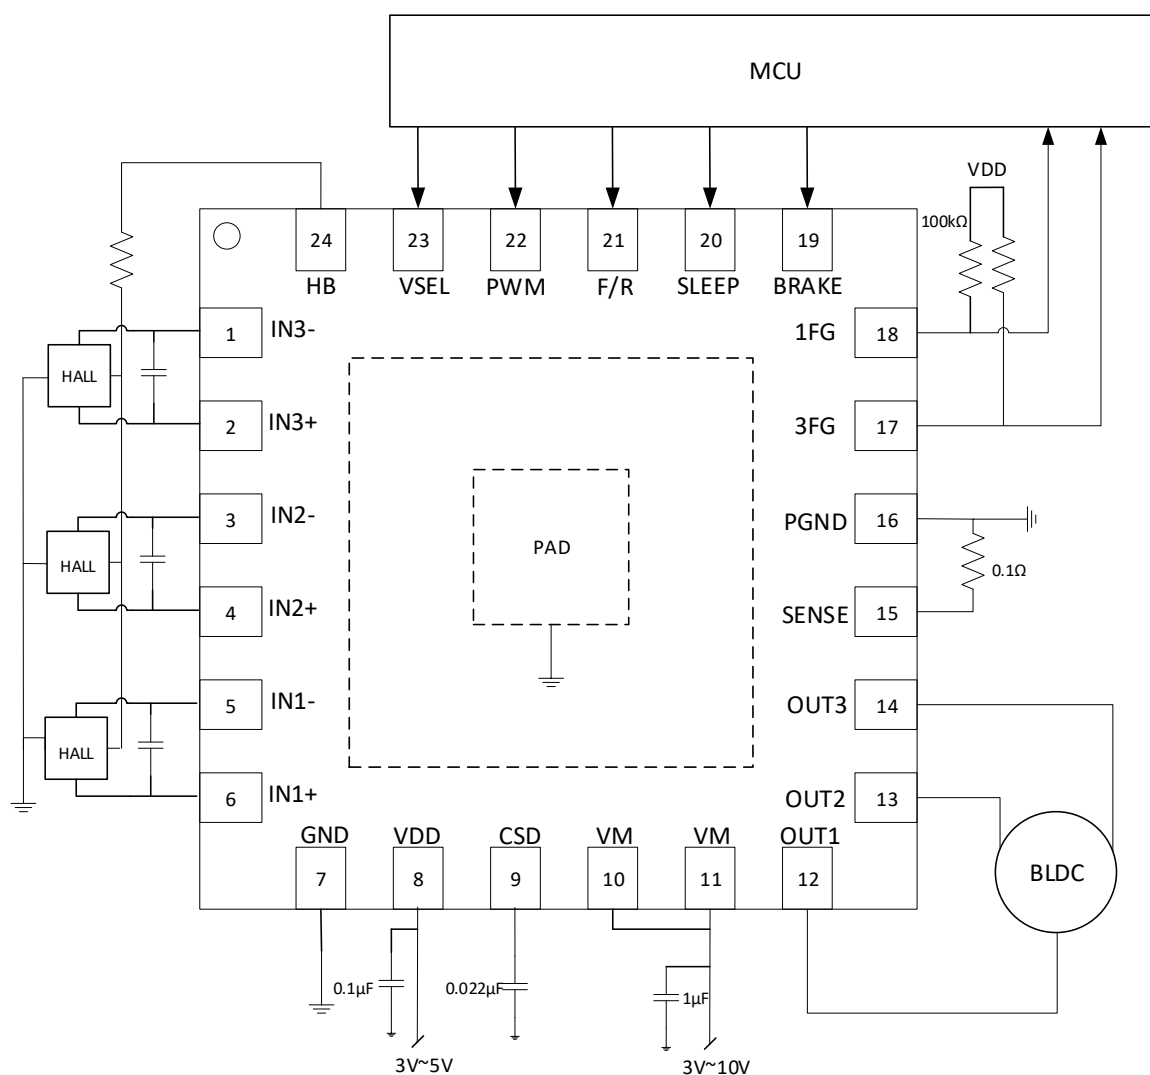 MCU
VDD
100kΩ
24
23
22
21
20
19
HB
VSEL
PWM
F/R
SLEEP
BRAKE
1
IN3-
1FG
18
HALL
2
IN3+
3FG
17
3
IN2-
PGND
16
HALL
PAD
0.1Ω
4
IN2+
SENSE
15
5
IN1-
OUT3
14
HALL
6
IN1+
OUT2
13
GND
VDD
CSD
VM
VM
OUT1
7
8
9
10
11
12
BLDC
0.1μF
0.022μF
1μF
3V~5V
3V~10V